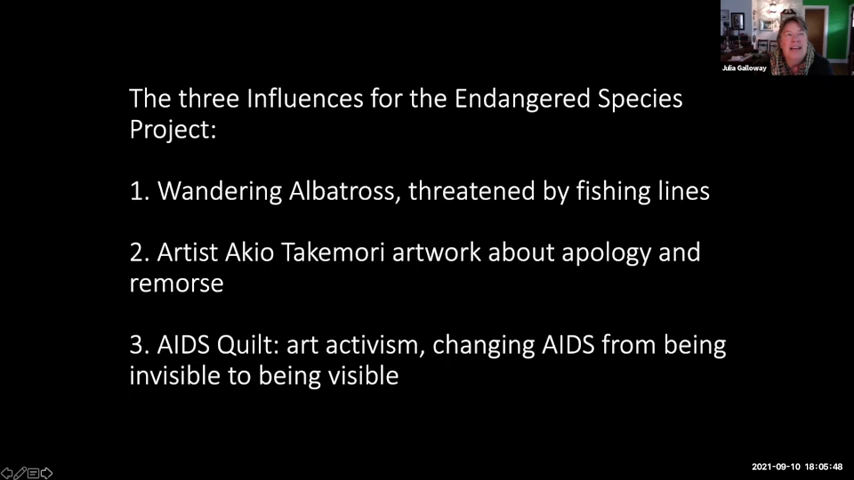 Julia Galloway
The three Influences for the Endangered Species
Project:
1. Wandering Albatross, threatened by fishing lines
2. Artist Akio Takemori artwork about apology and
remorse
3. AIDS Quilt: art activism, changing AIDS from being
invisible to being visible
2021-09-10 18:05:48